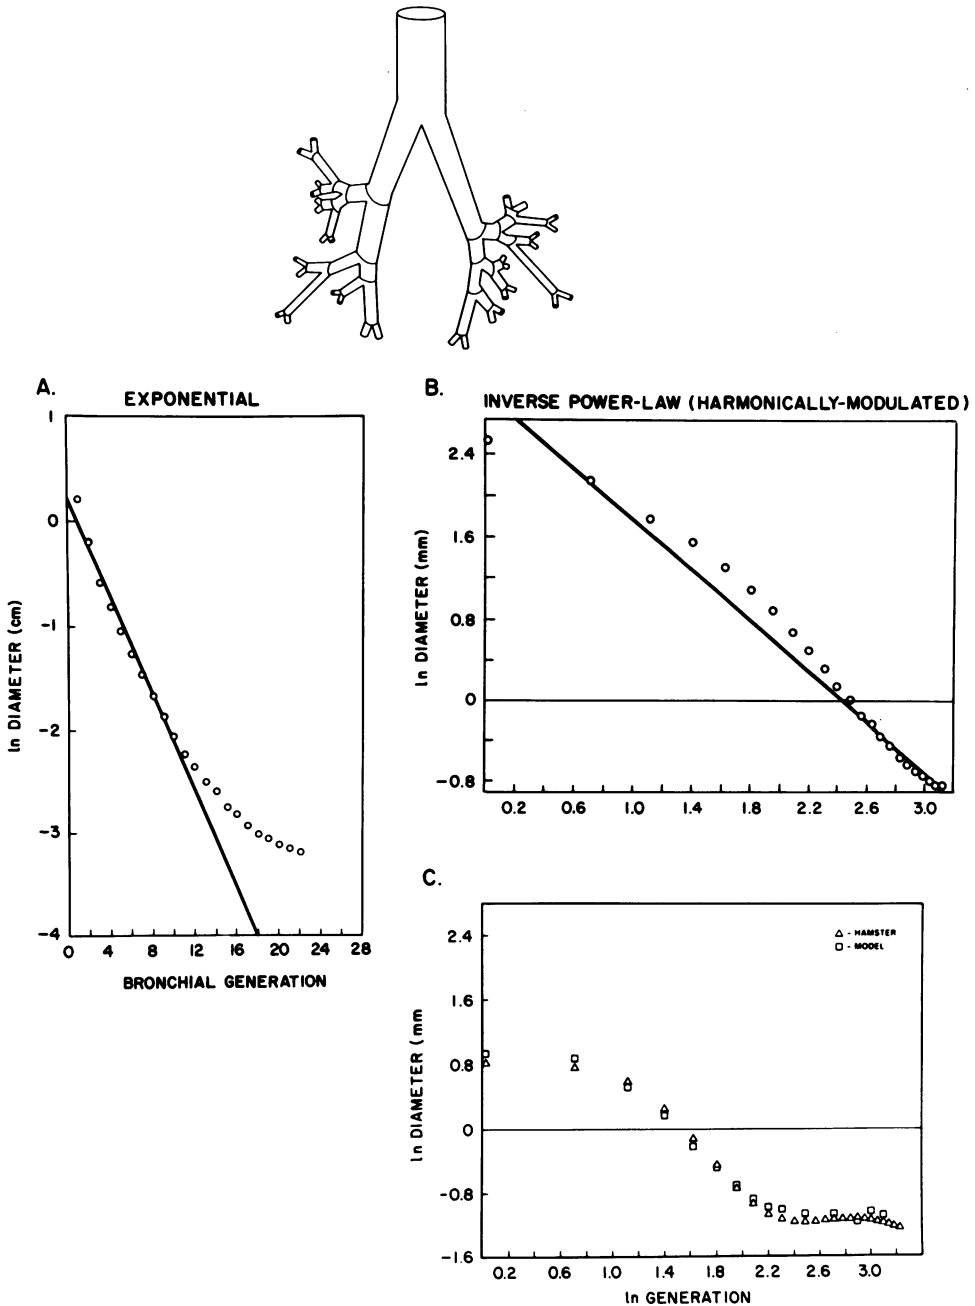 A.
EXPONENTIAL
1
0
-1
-2
-3
-4
ln DIAMETER (cm)
0 4 8 12 16 20 24 28
BRONCHIAL GENERATION
B.
INVERSE POWER-LAW (HARMONICALLY-MODULATED)
2.4
1.6
0.8
0
-0.8
ln DIAMETER (mm)
0.2 0.6 1.0 1.4 1.8 2.2 2.6 3.0
C.
△ - HAMSTER
□ - MODEL
2.4
1.6
0.8
0
-0.8
-1.6
ln DIAMETER (mm
0.2 0.6 1.0 1.4 1.8 2.2 2.6 3.0
ln GENERATION